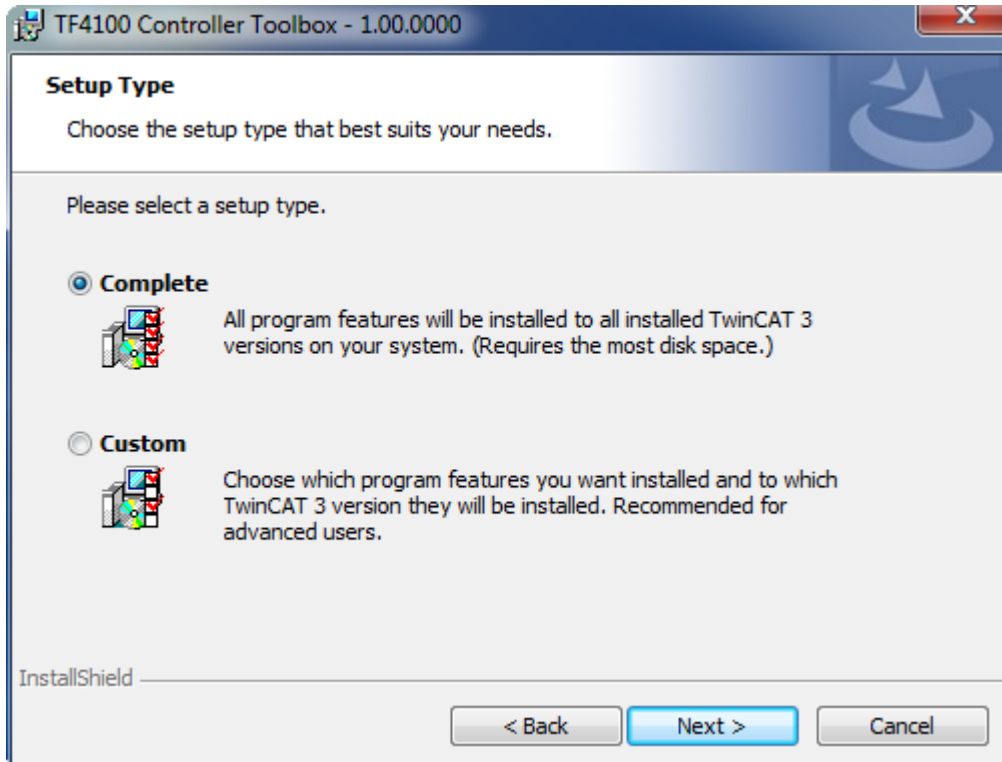 TF4100 Controller Toolbox - 1.00.0000
Setup Type
Choose the setup type that best suits your needs.
Please select a setup type.
Complete
All program features will be installed to all installed TwinCAT 3
versions on your system. (Requires the most disk space.)
Custom
Choose which program features you want installed and to which
TwinCAT 3 version they will be installed. Recommended for
advanced users.
InstallShield
< Back Next > Cancel